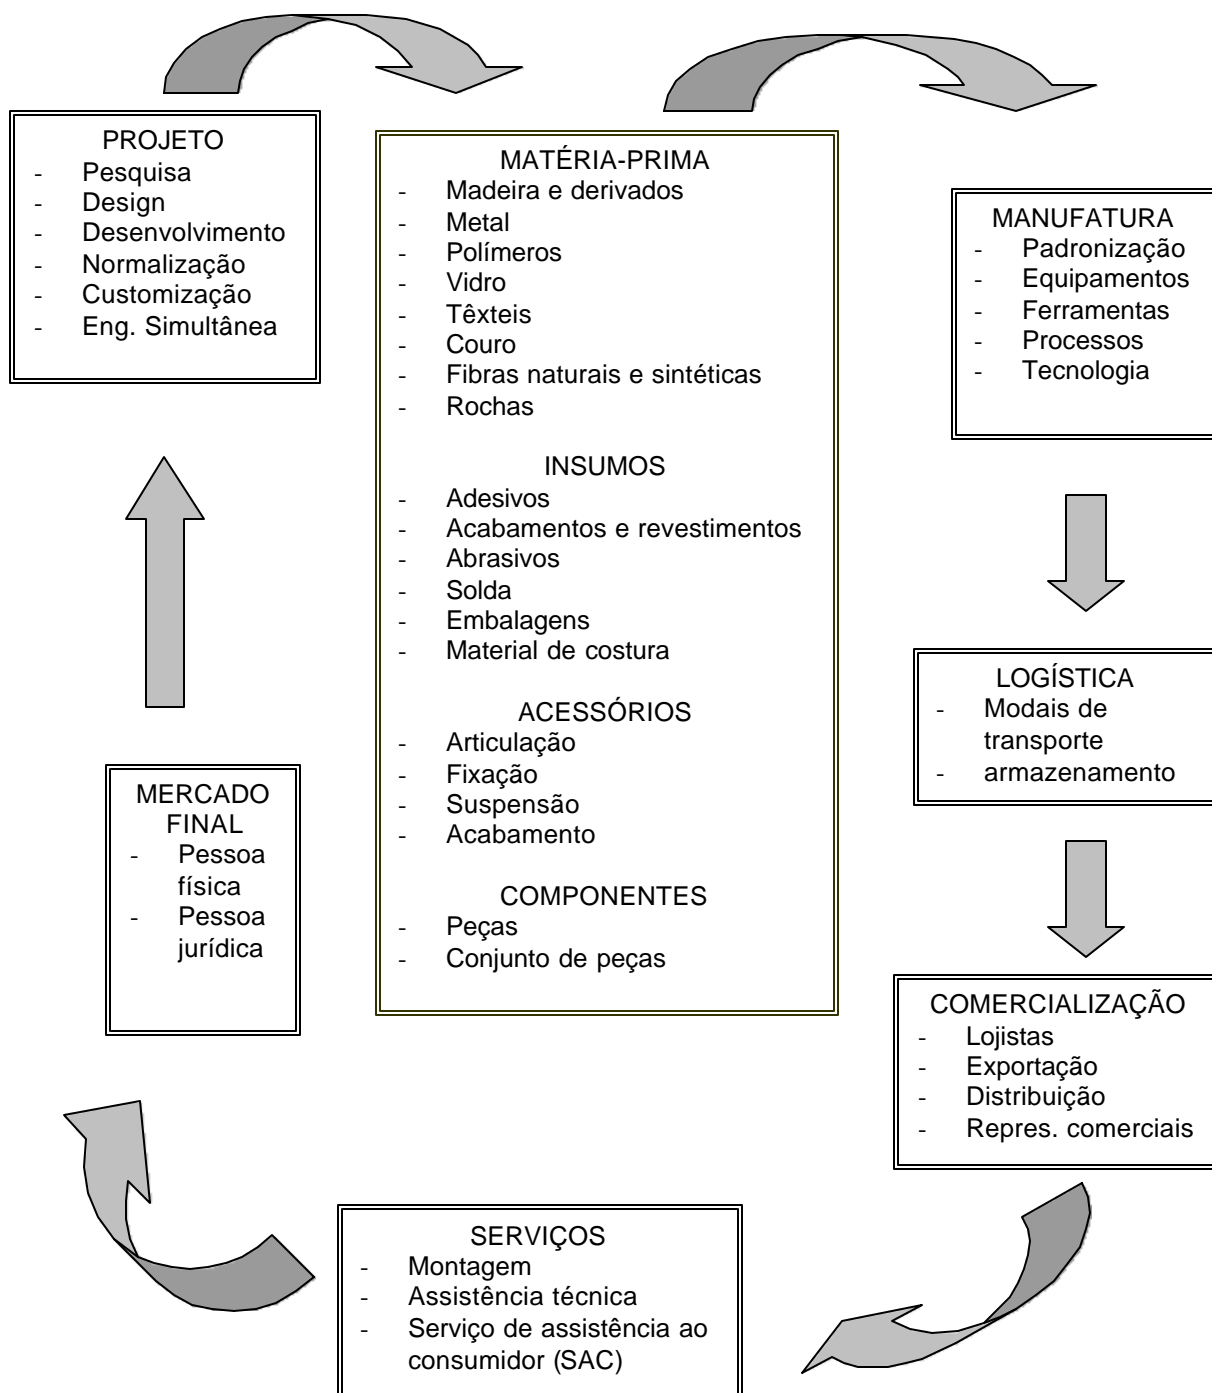 PROJETO
- Pesquisa
- Design
- Desenvolvimento
- Normalização
- Customização
- Eng. Simultânea
MATÉRIA-PRIMA
- Madeira e derivados
- Metal
- Polímeros
- Vidro
- Têxteis
- Couro
- Fibras naturais e sintéticas
- Rochas
INSUMOS
- Adesivos
- Acabamentos e revestimentos
- Abrasivos
- Solda
- Embalagens
- Material de costura
ACESSÓRIOS
- Articulação
- Fixação
- Suspensão
- Acabamento
COMPONENTES
- Peças
- Conjunto de peças
MANUFATURA
- Padronização
- Equipamentos
- Ferramentas
- Processos
- Tecnologia
LOGÍSTICA
- Modais de
transporte
- armazenamento
COMERCIALIZAÇÃO
- Lojistas
- Exportação
- Distribuição
- Repres. comerciais
SERVIÇOS
- Montagem
- Assistência técnica
- Serviço de assistência ao
consumidor (SAC)
MERCADO
FINAL
- Pessoa
física
- Pessoa
jurídica